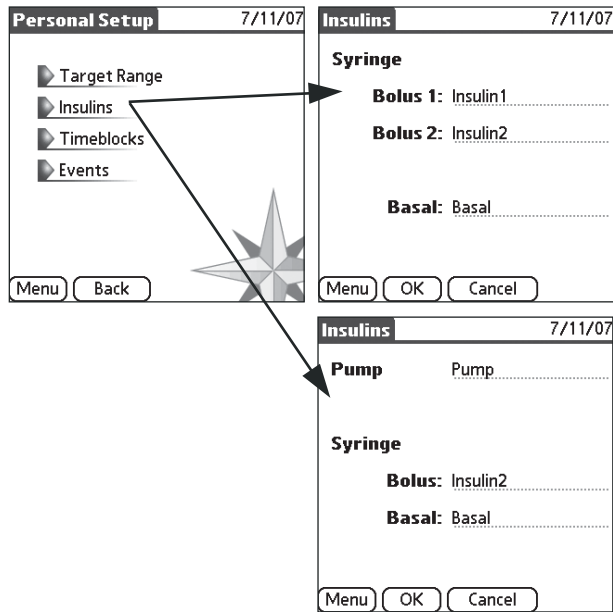 Personal Setup 7/11/07
Target Range
Insulins
Timeblocks
Events
Menu Back
Insulins 7/11/07
Syringe
Bolus 1: Insulin1
Bolus 2: Insulin2
Basal: Basal
Menu OK Cancel
Insulins 7/11/07
Pump Pump
Syringe
Bolus: Insulin2
Basal: Basal
Menu OK Cancel